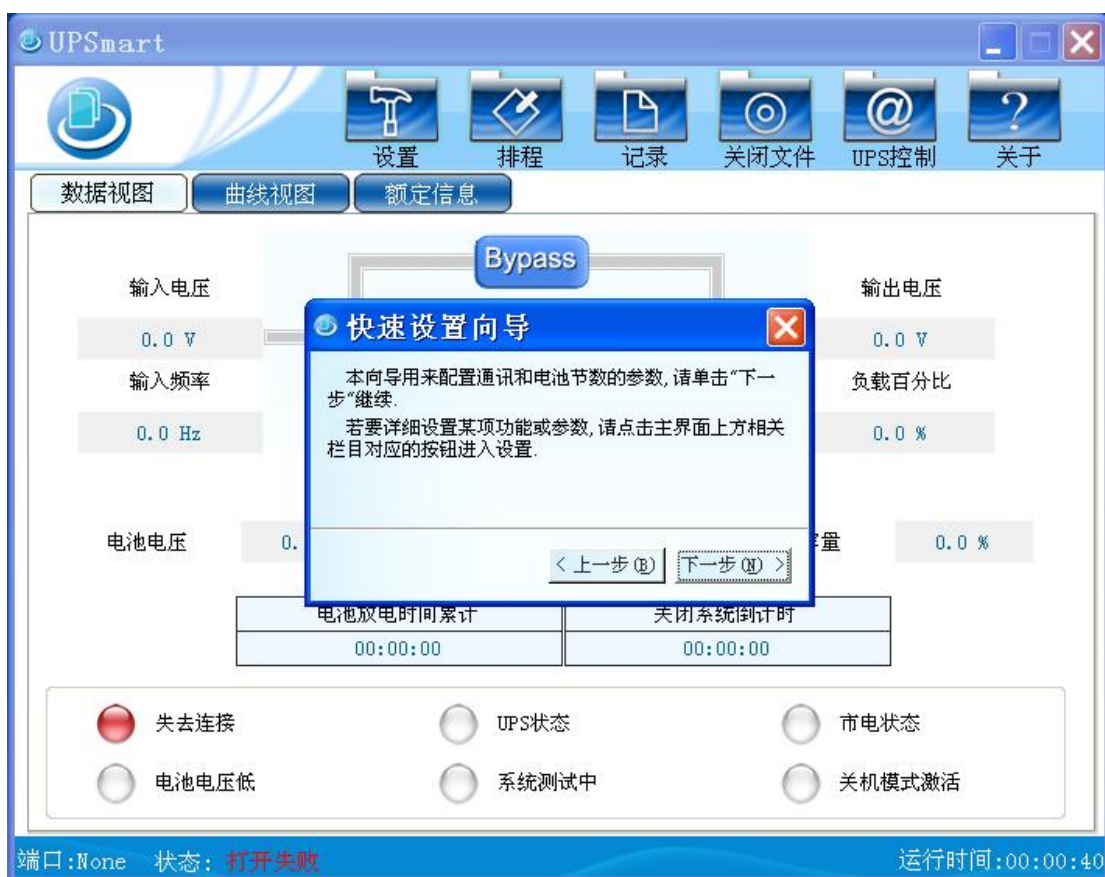 UPSmart
设置 排程 记录 关闭文件 UPS控制 关于
数据视图 曲线视图 额定信息
Bypass
输入电压 输出电压
0.0 V 0.0 V
输入频率 负载百分比
0.0 Hz 0.0 %
快速设置向导
本向导用来配置通讯和电池节数的参数,请单击“下一
步“继续.
若要详细设置某项功能或参数,请点击主界面上方相关
栏目对应的按钮进入设置.
< 上一步(B) 下一步(N) >
电池电压 0. 量 0.0 %
电池放电时间累计 关闭系统倒计时
00:00:00 00:00:00
失去连接 UPS状态 市电状态
电池电压低 系统测试中 关机模式激活
端口:None 状态: 打开失败 运行时间:00:00:40